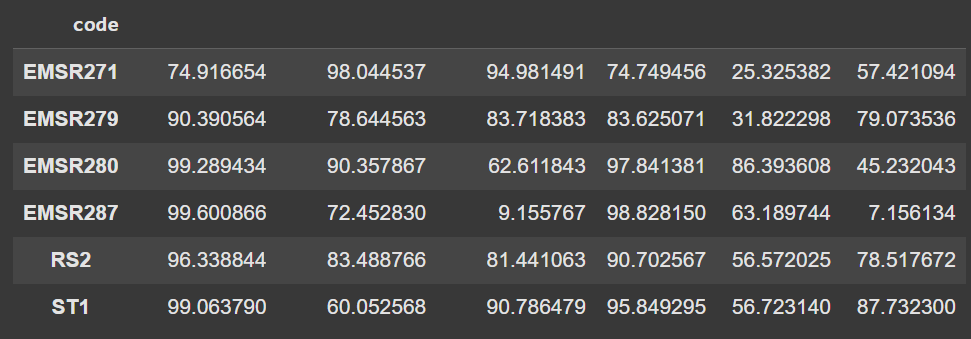 code
EMSR271 74.916654 98.044537 94.981491 74.749456 25.325382 57.421094
EMSR279 90.390564 78.644563 83.718383 83.625071 31.822298 79.073536
EMSR280 99.289434 90.357867 62.611843 97.841381 86.393608 45.232043
EMSR287 99.600866 72.452830 9.155767 98.828150 63.189744 7.156134
RS2 96.338844 83.488766 81.441063 90.702567 56.572025 78.517672
ST1 99.063790 60.052568 90.786479 95.849295 56.723140 87.732300